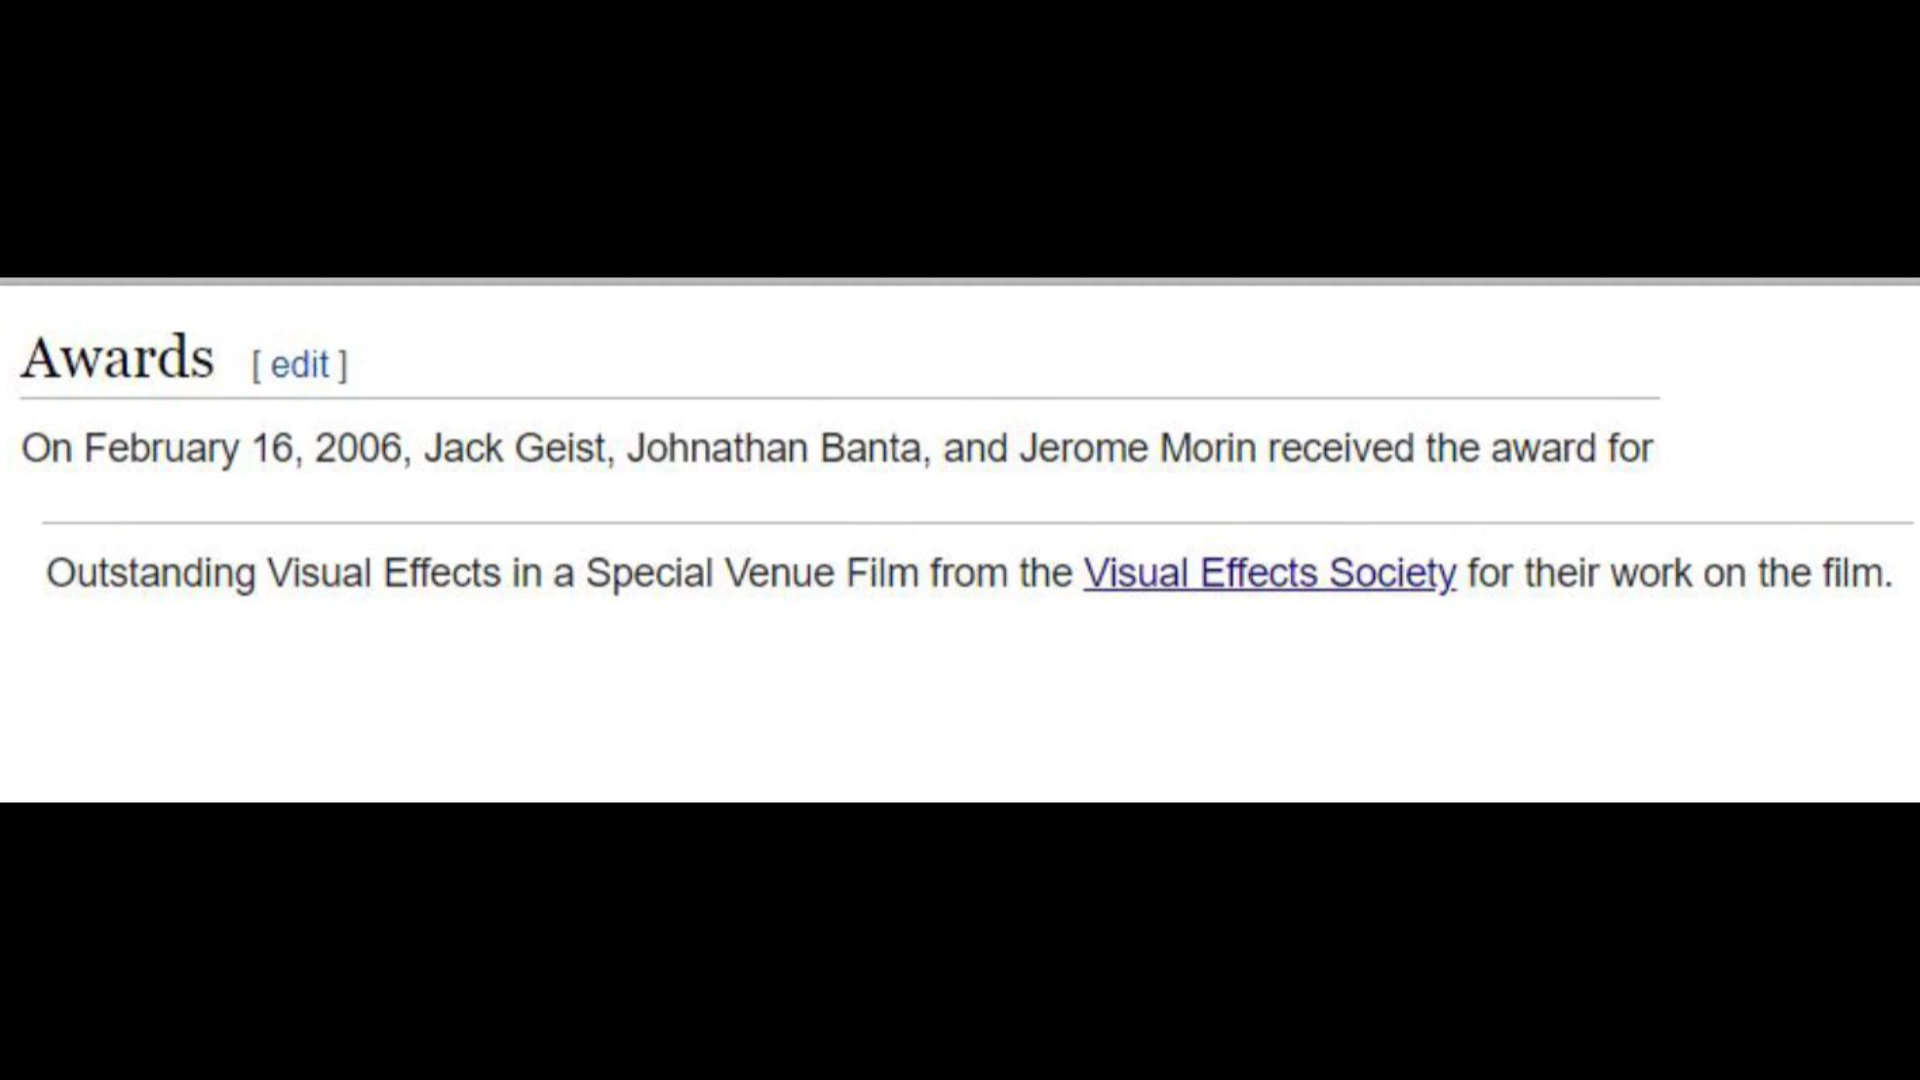 Awards [ edit ]
On February 16, 2006, Jack Geist, Johnathan Banta, and Jerome Morin received the award for
Outstanding Visual Effects in a Special Venue Film from the Visual Effects Society for their work on the film.